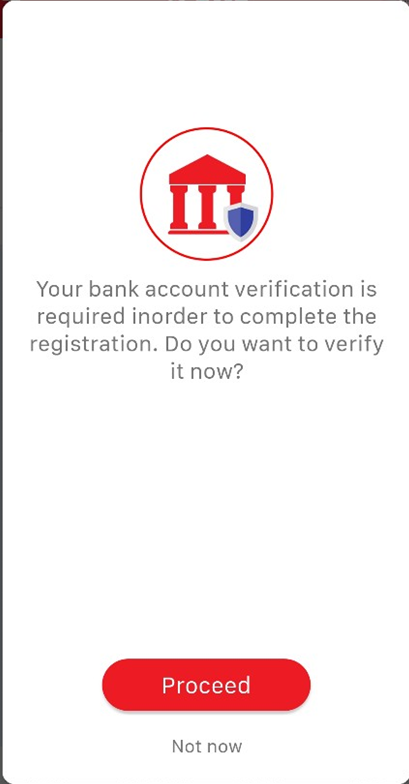 Your bank account verification is
required inorder to complete the
registration. Do you want to verify
it now?
Proceed
Not now